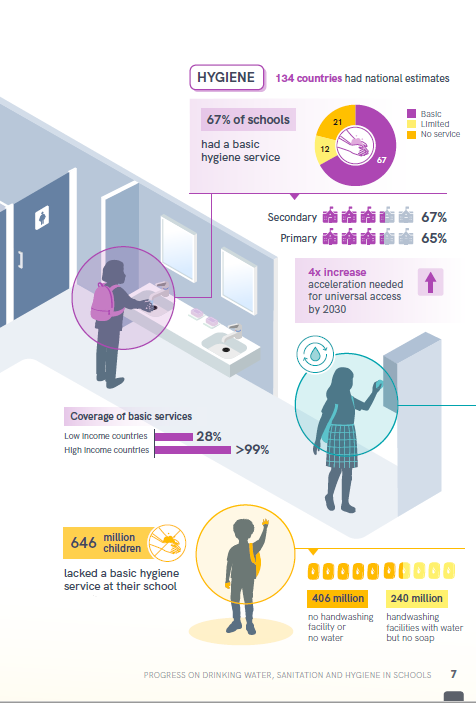 HYGIENE
134 countries had national estimates
67% of schools
had a basic
hygiene service
21
12
67
Basic
Limited
No service
Secondary 67%
Primary 65%
4x increase
acceleration needed
for universal access
by 2030
Coverage of basic services
Low income countries 28%
High income countries >99%
646 million
children
lacked a basic hygiene
service at their school
406 million
no handwashing
facility or
no water
240 million
handwashing
facilities with water
but no soap
PROGRESS ON DRINKING WATER, SANITATION AND HYGIENE IN SCHOOLS 7